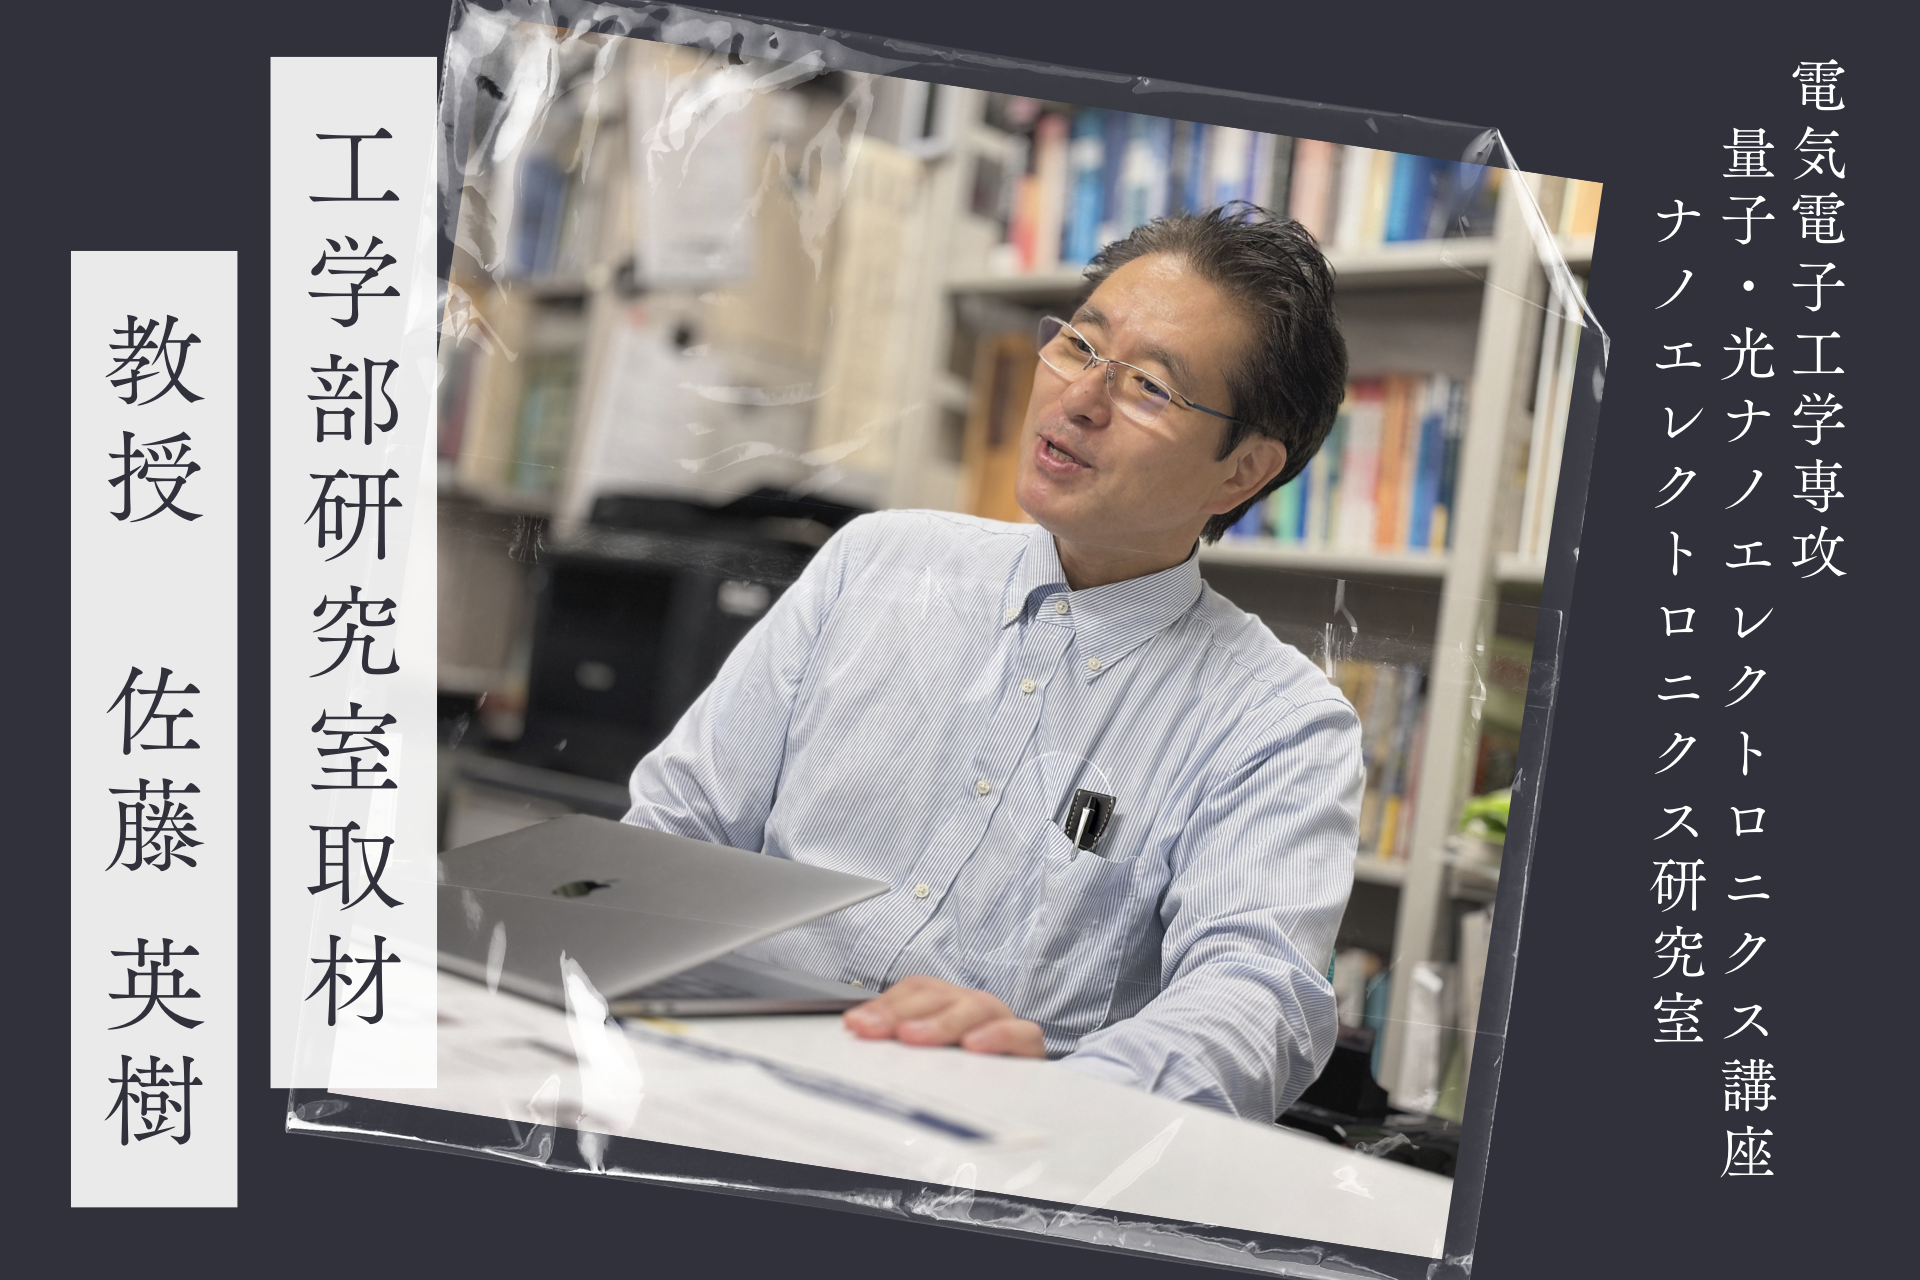 電気電子工学専攻
量子・光ナノエレクトロニクス講座
ナノエレクトロニクス研究室
工学部研究室取材
教授 佐藤 英樹